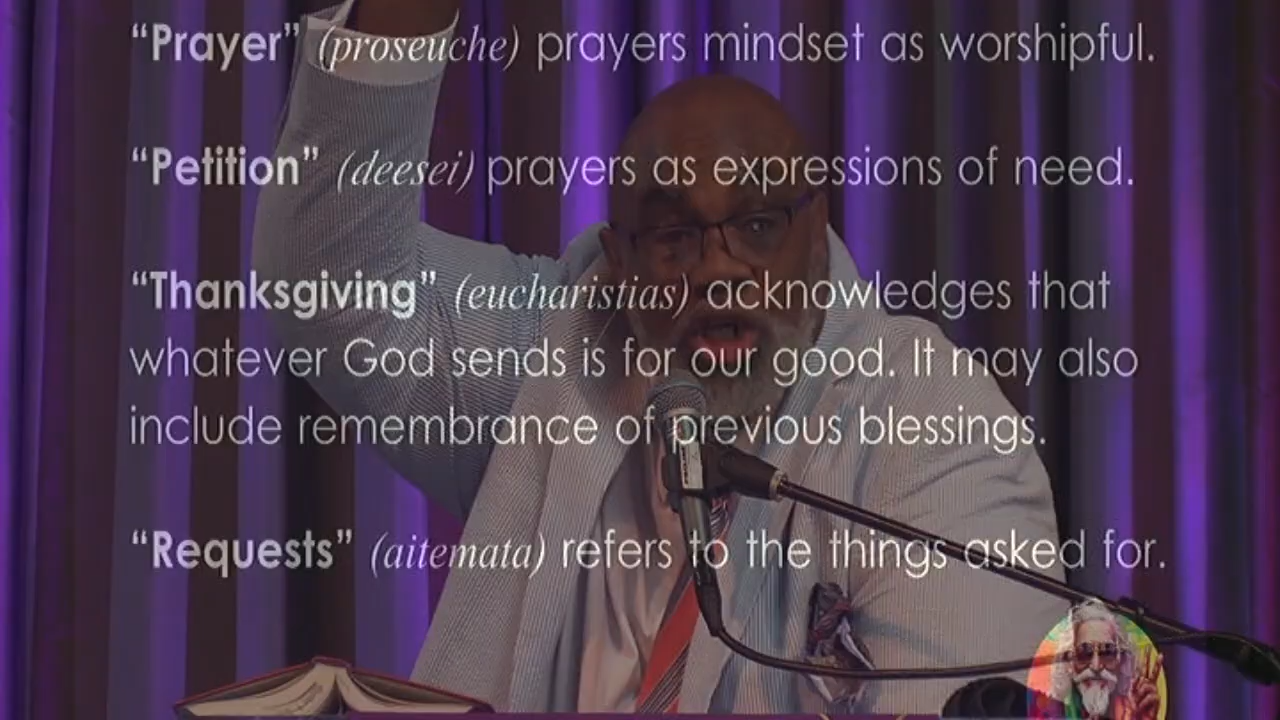 “Prayer” (proseuche) prayers mindset as worshipful.
“Petition” (deesei) prayers as expressions of need.
“Thanksgiving” (eucharistias) acknowledges that
whatever God sends is for our good. It may also
include remembrance of previous blessings.
“Requests” (aitemata) refers to the things asked for.